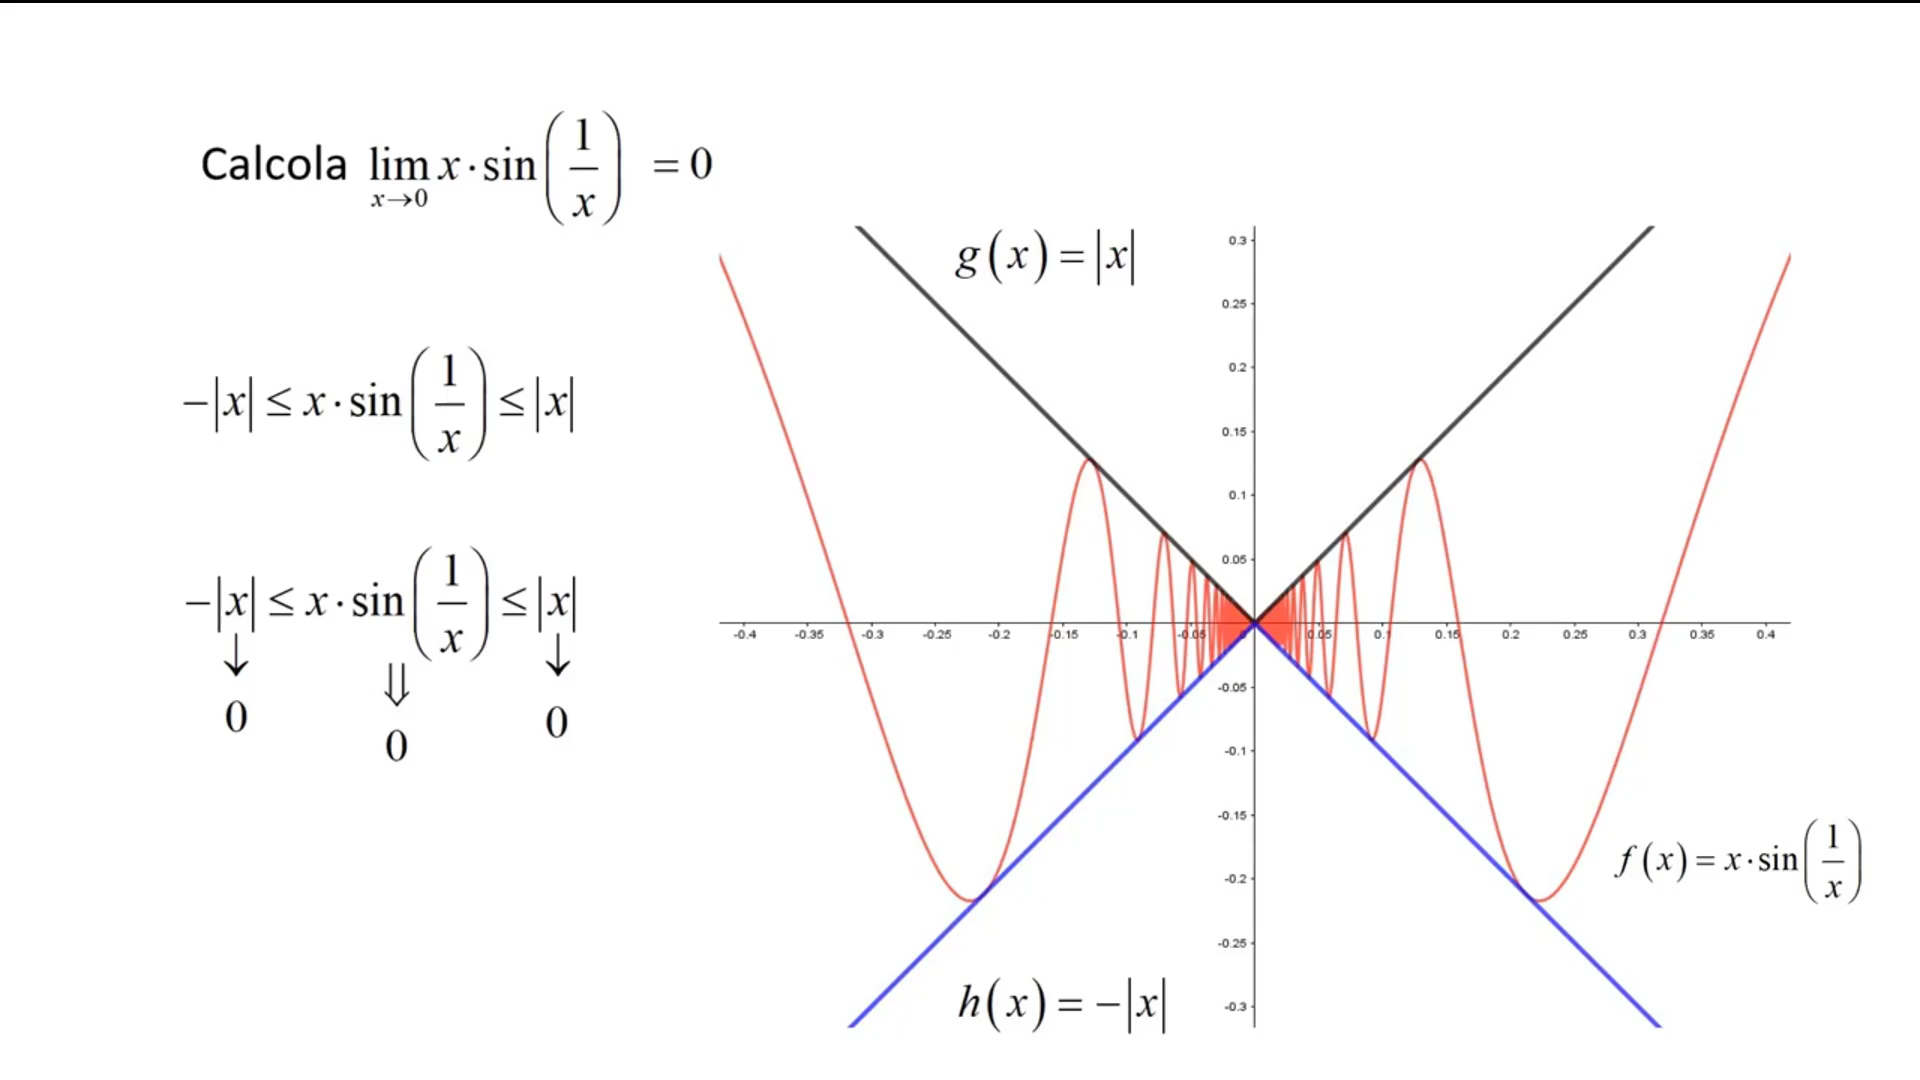 Calcola lim x→0 x · sin(1/x) = 0
g(x) = |x|
−|x| ≤ x · sin(1/x) ≤ |x|
−|x| ≤ x · sin(1/x) ≤ |x|
↓ ⇓ ↓
0 0 0
0.3
0.25
0.2
0.15
0.1
0.05
-0.4 -0.35 -0.3 -0.25 -0.2 -0.15 -0.1 -0.05 0 0.05 0.1 0.15 0.2 0.25 0.3 0.35 0.4
-0.05
-0.1
-0.15
-0.2
-0.25
-0.3
f(x) = x · sin(1/x)
h(x) = −|x|